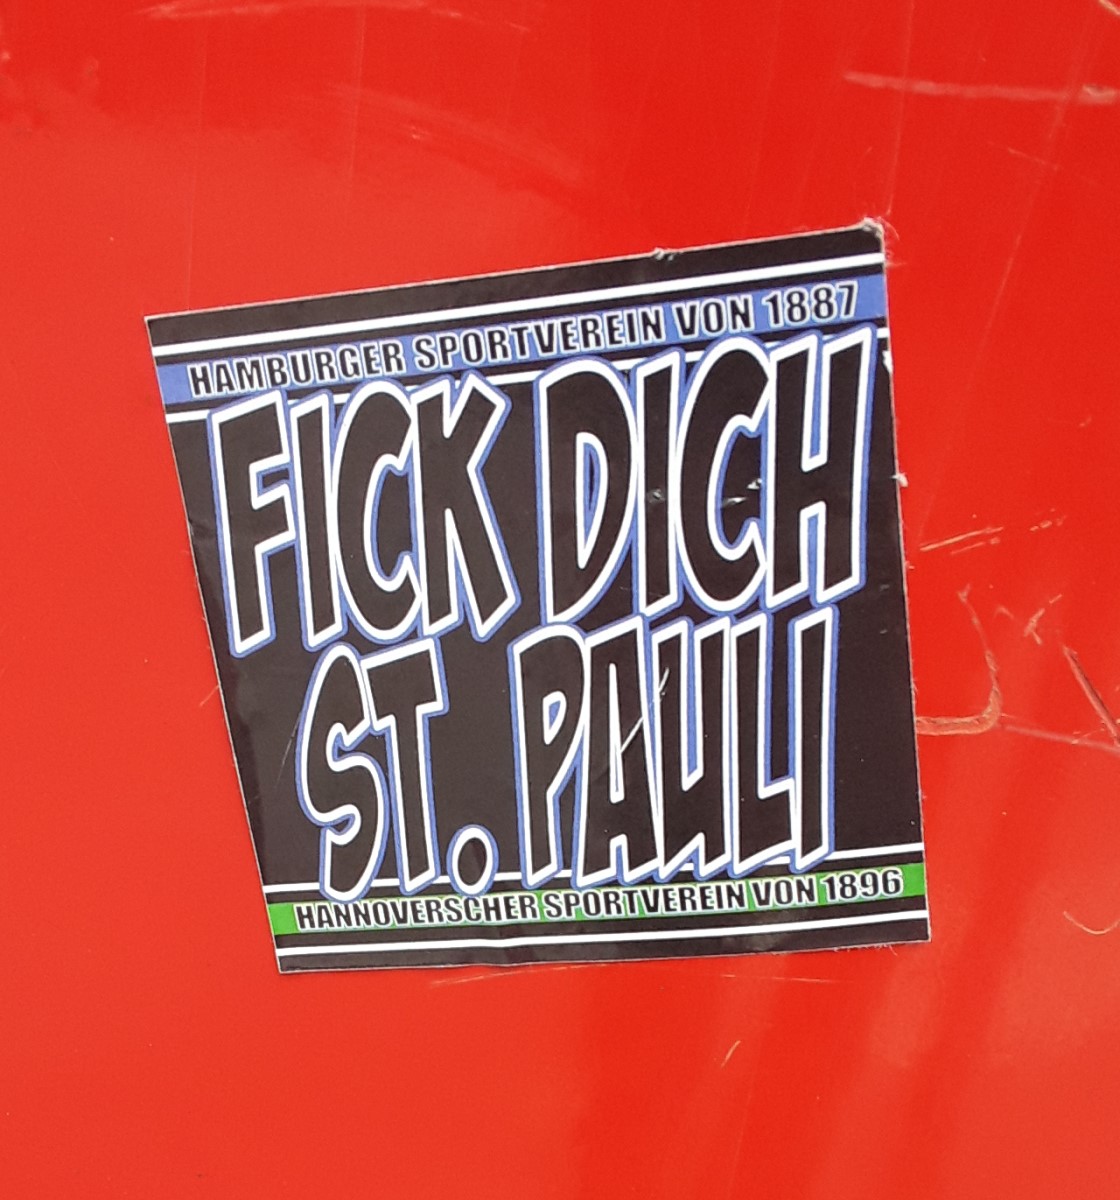 HAMBURGER SPORTVEREIN VON 1887
FICK DICH
ST. PAULI
HANNOVERSCHER SPORTVEREIN VON 1896